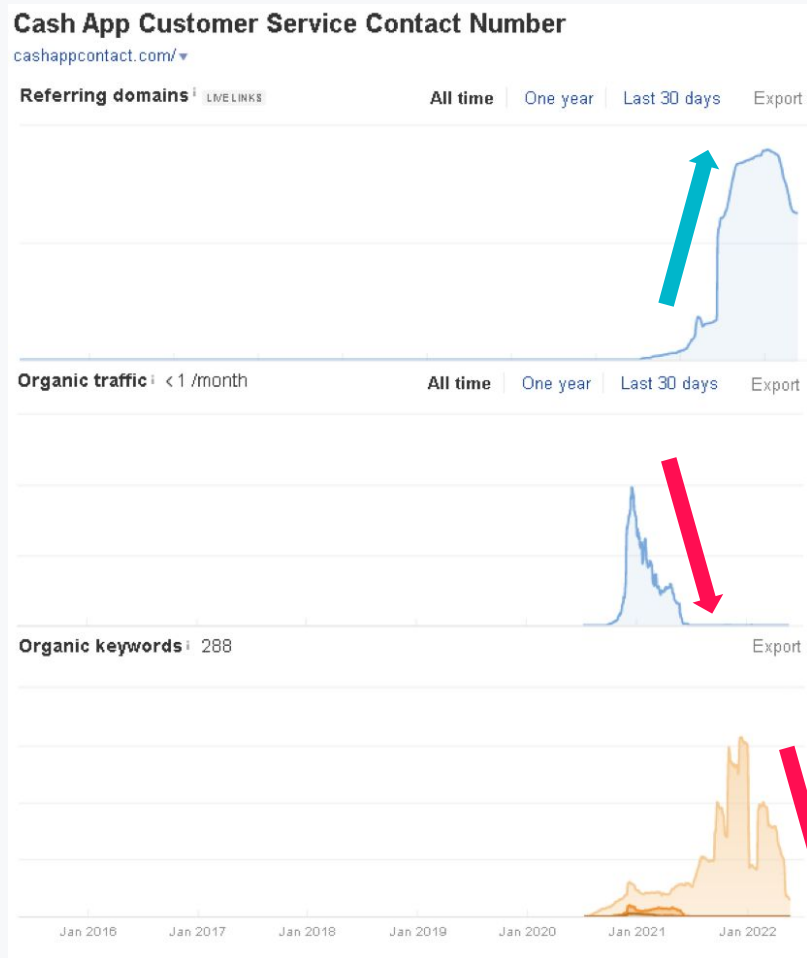 Cash App Customer Service Contact Number
cashappcontact.com/
Referring domains i LIVE LINKS All time One year Last 30 days Export
Organic traffic i <1 /month All time One year Last 30 days Export
Organic keywords i 288 Export
Jan 2016 Jan 2017 Jan 2018 Jan 2019 Jan 2020 Jan 2021 Jan 2022